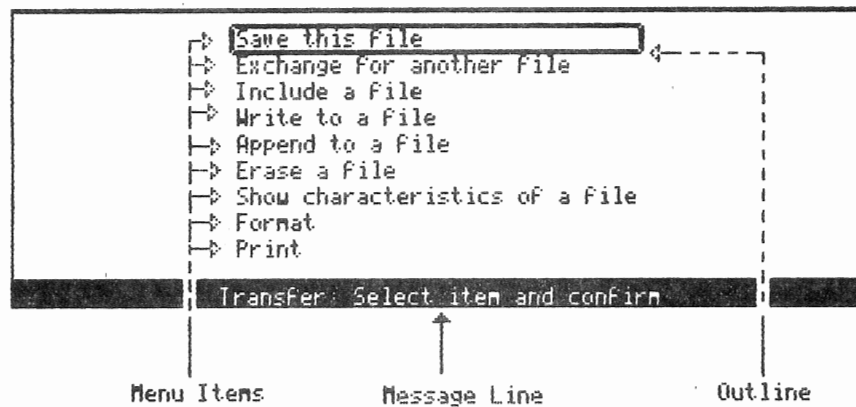 Save this file
Exchange for another file
Include a file
Write to a file
Append to a file
Erase a file
Show characteristics of a file
Format
Print
Transfer: Select item and confirm
Menu Items Message Line Outline